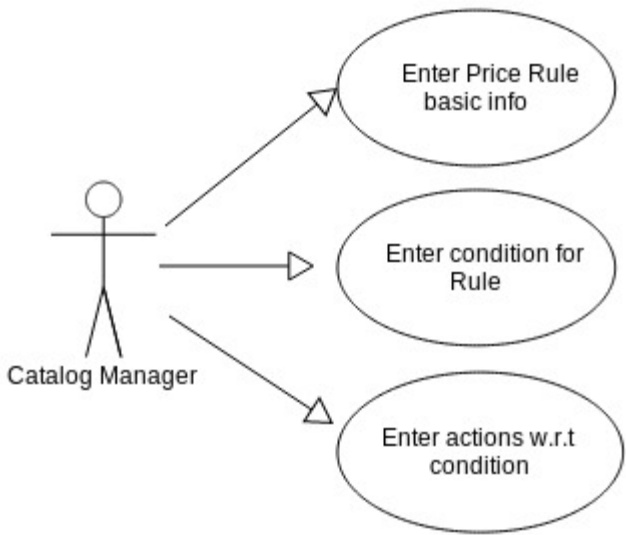 Enter Price Rule
basic info
Enter condition for
Rule
Catalog Manager
Enter actions w.r.t
condition